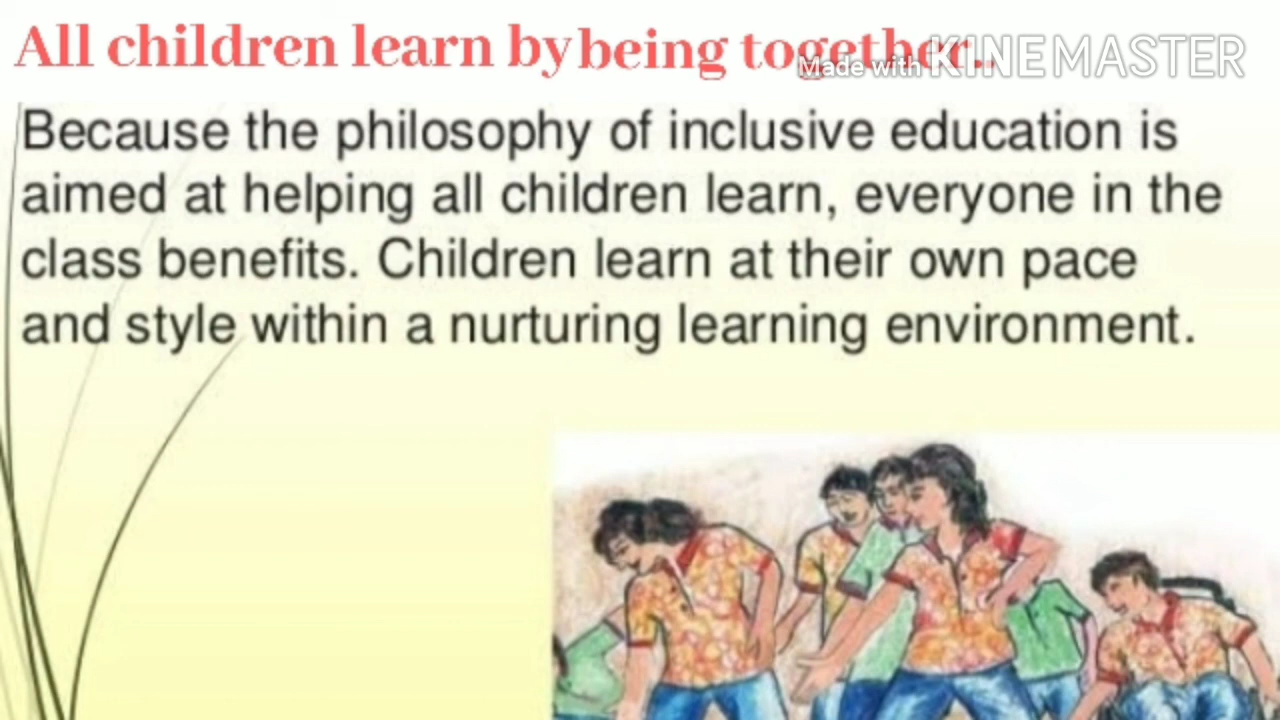 All children learn by being together..
Made with KINEMASTER
Because the philosophy of inclusive education is
aimed at helping all children learn, everyone in the
class benefits. Children learn at their own pace
and style within a nurturing learning environment.